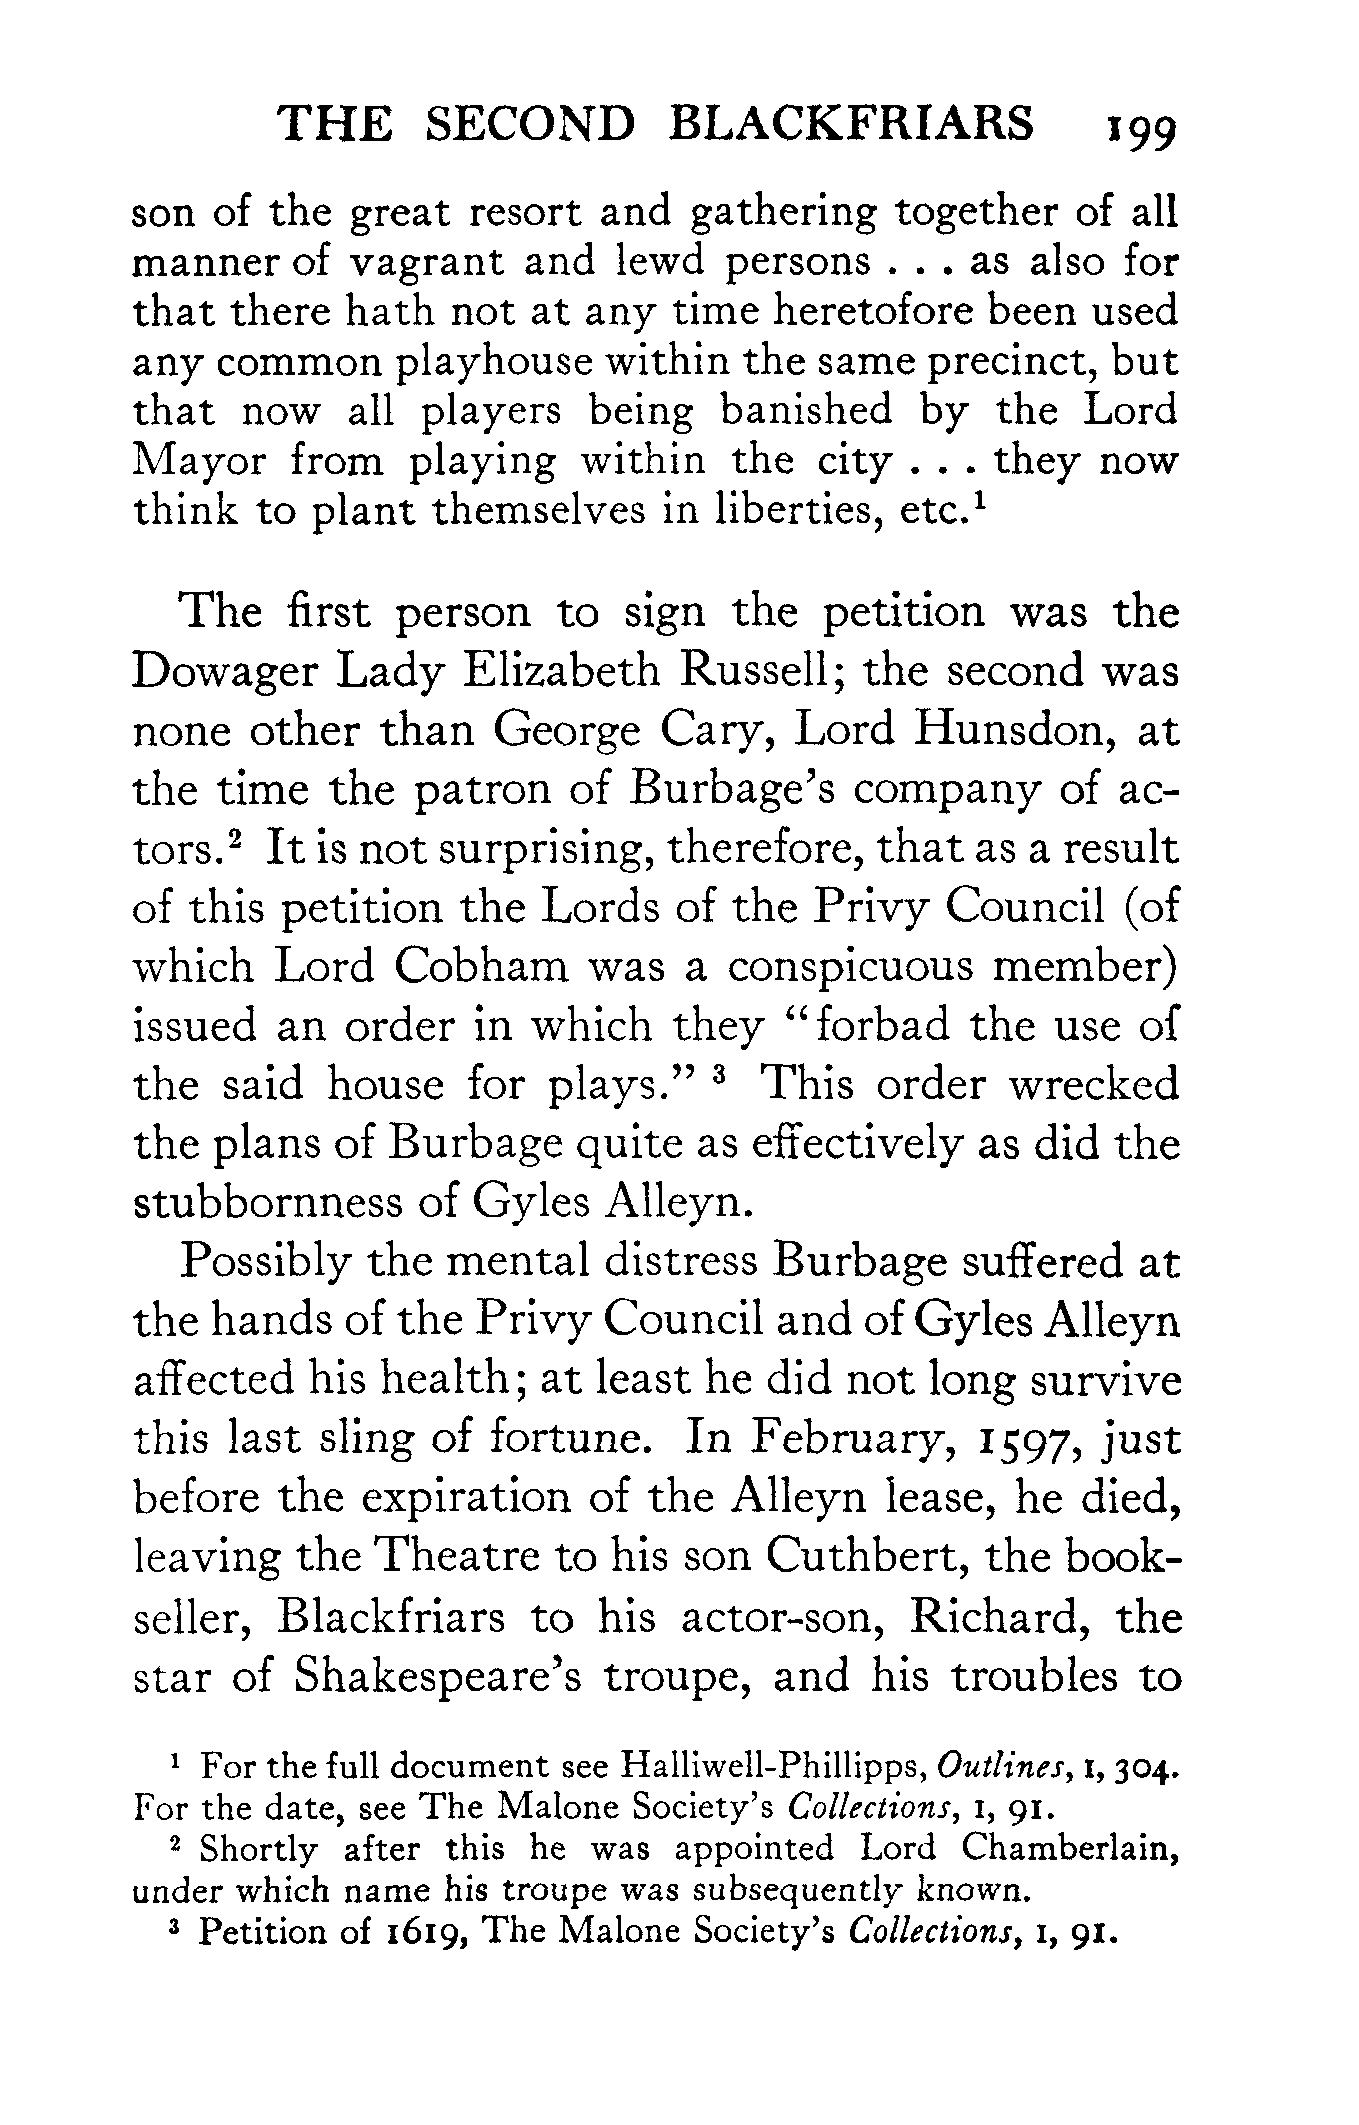 THE SECOND BLACKFRIARS 199
son of the great resort and gathering together of all
manner of vagrant and lewd persons . . . as also for
that there hath not at any time heretofore been used
any common playhouse within the same precinct, but
that now all players being banished by the Lord
Mayor from playing within the city . . . they now
think to plant themselves in liberties, etc.¹
The first person to sign the petition was the
Dowager Lady Elizabeth Russell; the second was
none other than George Cary, Lord Hunsdon, at
the time the patron of Burbage's company of ac-
tors.² It is not surprising, therefore, that as a result
of this petition the Lords of the Privy Council (of
which Lord Cobham was a conspicuous member)
issued an order in which they “forbad the use of
the said house for plays.” ³ This order wrecked
the plans of Burbage quite as effectively as did the
stubbornness of Gyles Alleyn.
Possibly the mental distress Burbage suffered at
the hands of the Privy Council and of Gyles Alleyn
affected his health; at least he did not long survive
this last sling of fortune. In February, 1597, just
before the expiration of the Alleyn lease, he died,
leaving the Theatre to his son Cuthbert, the book-
seller, Blackfriars to his actor-son, Richard, the
star of Shakespeare's troupe, and his troubles to
¹ For the full document see Halliwell-Phillipps, Outlines, I, 304.
For the date, see The Malone Society's Collections, I, 91.
² Shortly after this he was appointed Lord Chamberlain,
under which name his troupe was subsequently known.
³ Petition of 1619, The Malone Society's Collections, I, 91.